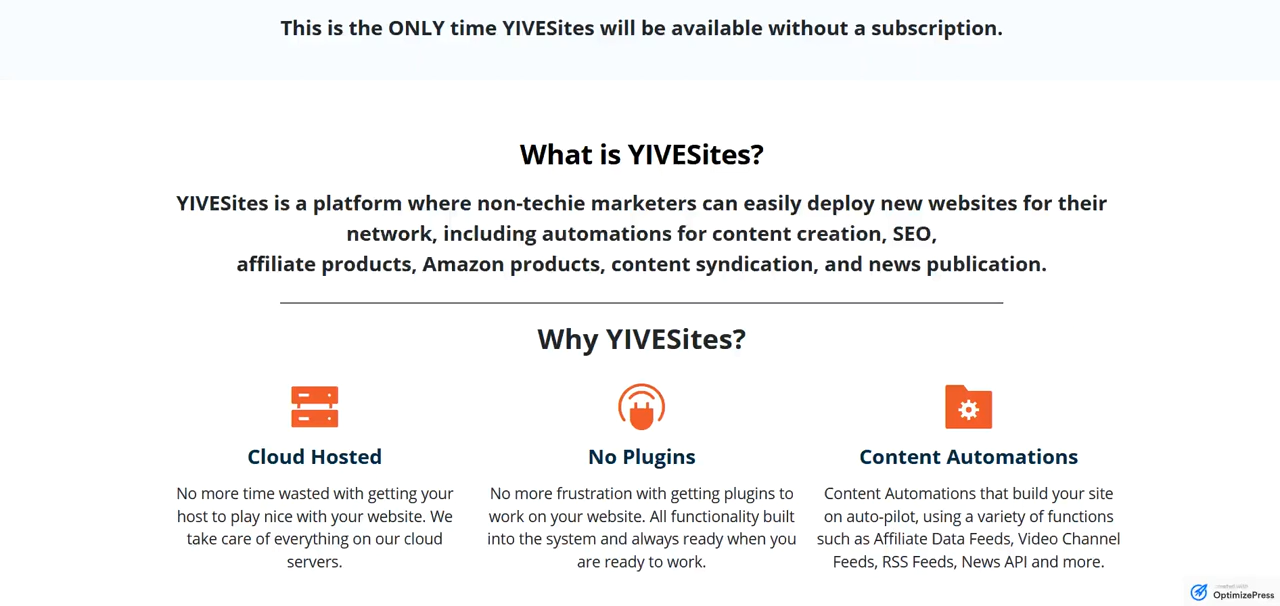 This is the ONLY time YIVESites will be available without a subscription.
What is YIVESites?
YIVESites is a platform where non-techie marketers can easily deploy new websites for their
network, including automations for content creation, SEO,
affiliate products, Amazon products, content syndication, and news publication.
Why YIVESites?
Cloud Hosted
No more time wasted with getting your
host to play nice with your website. We
take care of everything on our cloud
servers.
No Plugins
No more frustration with getting plugins to
work on your website. All functionality built
into the system and always ready when you
are ready to work.
Content Automations
Content Automations that build your site
on auto-pilot, using a variety of functions
such as Affiliate Data Feeds, Video Channel
Feeds, RSS Feeds, News API and more.
created with
OptimizePress